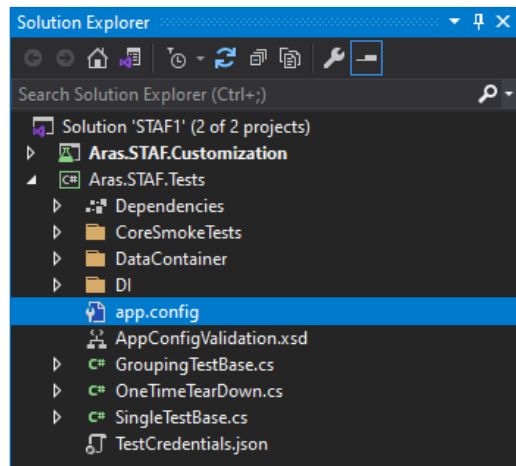 Solution Explorer
Search Solution Explorer (Ctrl+;)
Solution 'STAF1' (2 of 2 projects)
Aras.STAF.Customization
C# Aras.STAF.Tests
Dependencies
CoreSmokeTests
DataContainer
DI
app.config
AppConfigValidation.xsd
C# GroupingTestBase.cs
C# OneTimeTearDown.cs
C# SingleTestBase.cs
TestCredentials.json